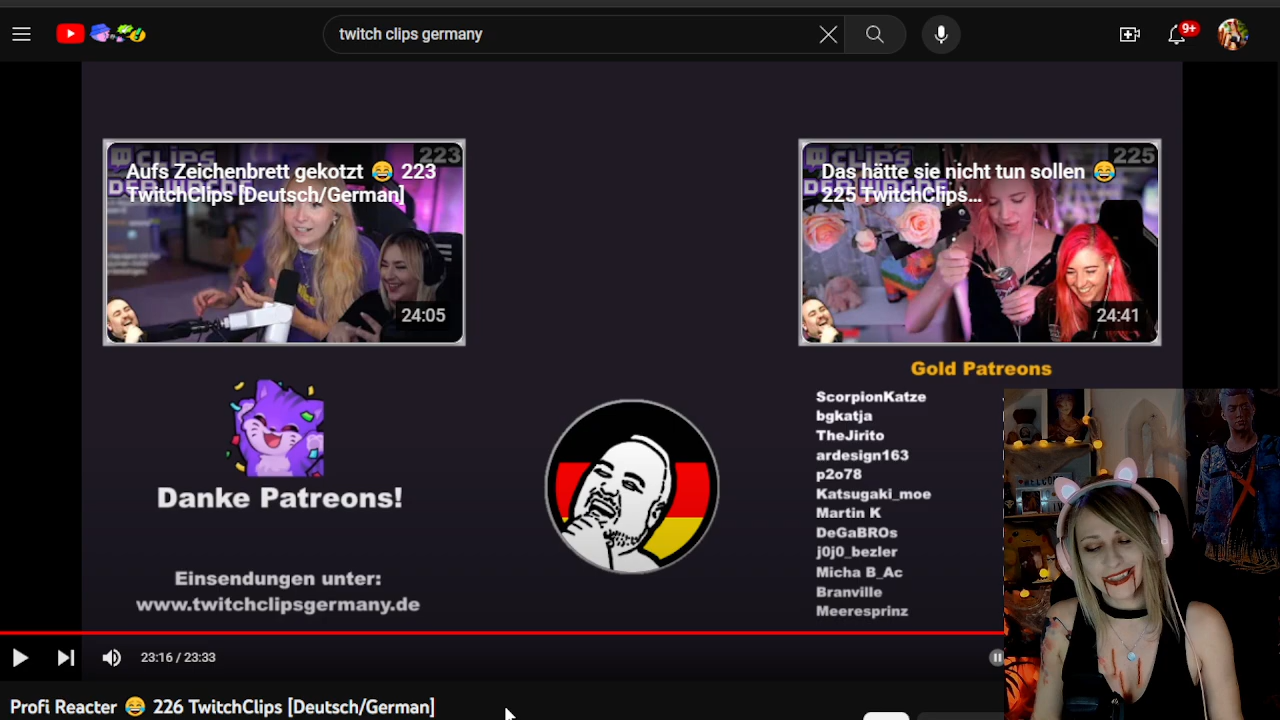 twitch clips germany
9+
CLIPS
223
Aufs Zeichenbrett gekotzt 😂 223
TwitchClips [Deutsch/German]
24:05
CLIPS
225
Das hätte sie nicht tun sollen 😂
225 TwitchClips...
24:41
Gold Patreons
ScorpionKatze
bgkatja
TheJirito
ardesign163
p2o78
Katsugaki_moe
Martin K
DeGaBROs
j0j0_bezler
Micha B_Ac
Branville
Meeresprinz
Danke Patreons!
Einsendungen unter:
www.twitchclipsgermany.de
23:16 / 23:33
Profi Reacter 😂 226 TwitchClips [Deutsch/German]